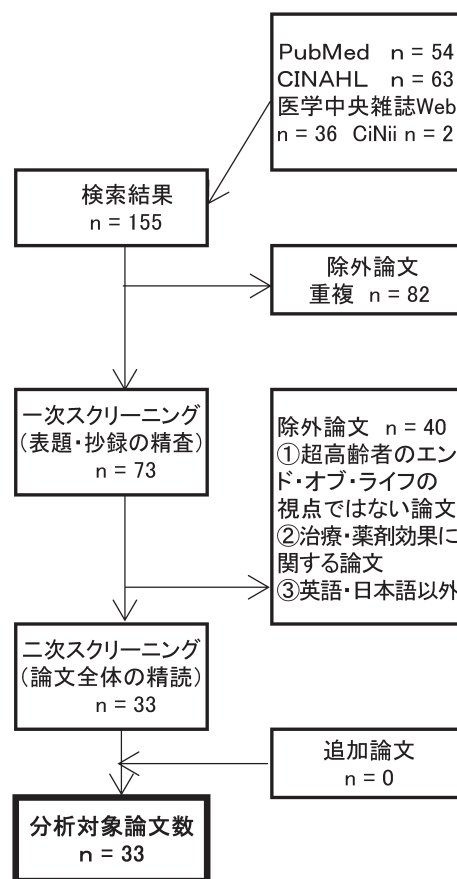 PubMed n = 54
CINAHL n = 63
医学中央雑誌Web
n = 36 CiNii n = 2
検索結果
n = 155
除外論文
重複 n = 82
一次スクリーニング
(表題・抄録の精査)
n = 73
除外論文 n = 40
①超高齢者のエン
ド・オブ・ライフの
視点ではない論文
②治療・薬剤効果に
関する論文
③英語・日本語以外
二次スクリーニング
(論文全体の精読)
n = 33
追加論文
n = 0
分析対象論文数
n = 33